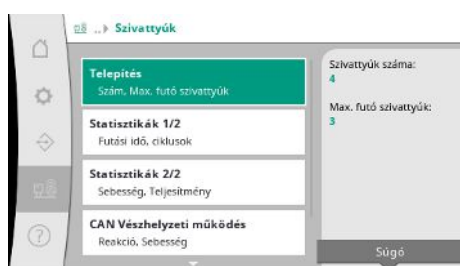 ..▸ Szivattyúk
Telepítés
Szám, Max. futó szivattyúk
Statisztikák 1/2
Futási idő, ciklusok
Statisztikák 2/2
Sebesség, Teljesítmény
CAN Vészhelyzeti működés
Reakció, Sebesség
Szivattyúk száma:
4
Max. futó szivattyúk:
3
Súgó